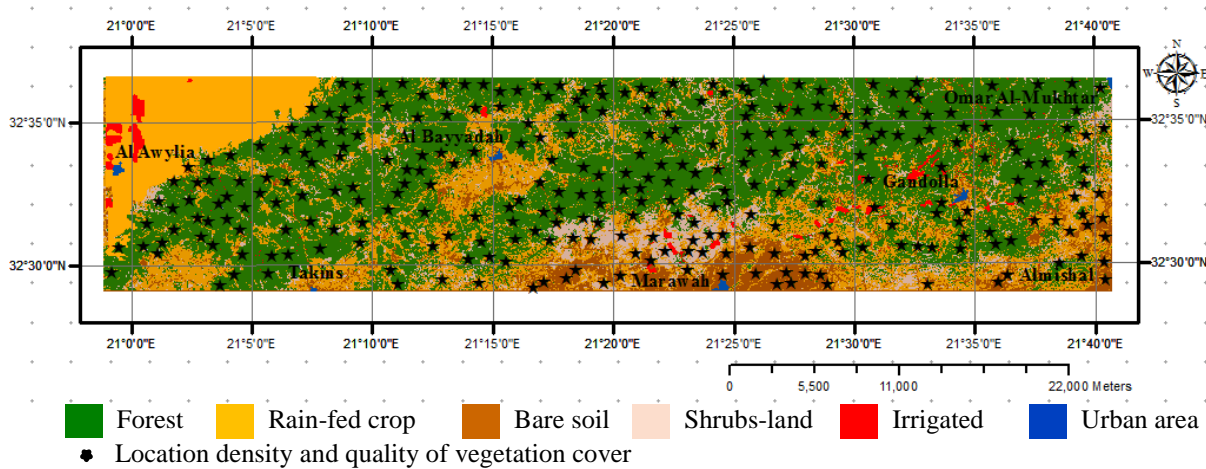 21°0'0"E 21°5'0"E 21°10'0"E 21°15'0"E 21°20'0"E 21°25'0"E 21°30'0"E 21°35'0"E 21°40'0"E
N
W E
S
Omar Al-Mukhtar
32°35'0"N 32°35'0"N
Al Bayyadah
Al Awylia
Gandolla
32°30'0"N 32°30'0"N
Takins Marawah Almishal
21°0'0"E 21°5'0"E 21°10'0"E 21°15'0"E 21°20'0"E 21°25'0"E 21°30'0"E 21°35'0"E 21°40'0"E
0 5,500 11,000 22,000 Meters
Forest Rain-fed crop Bare soil Shrubs-land Irrigated Urban area
Location density and quality of vegetation cover